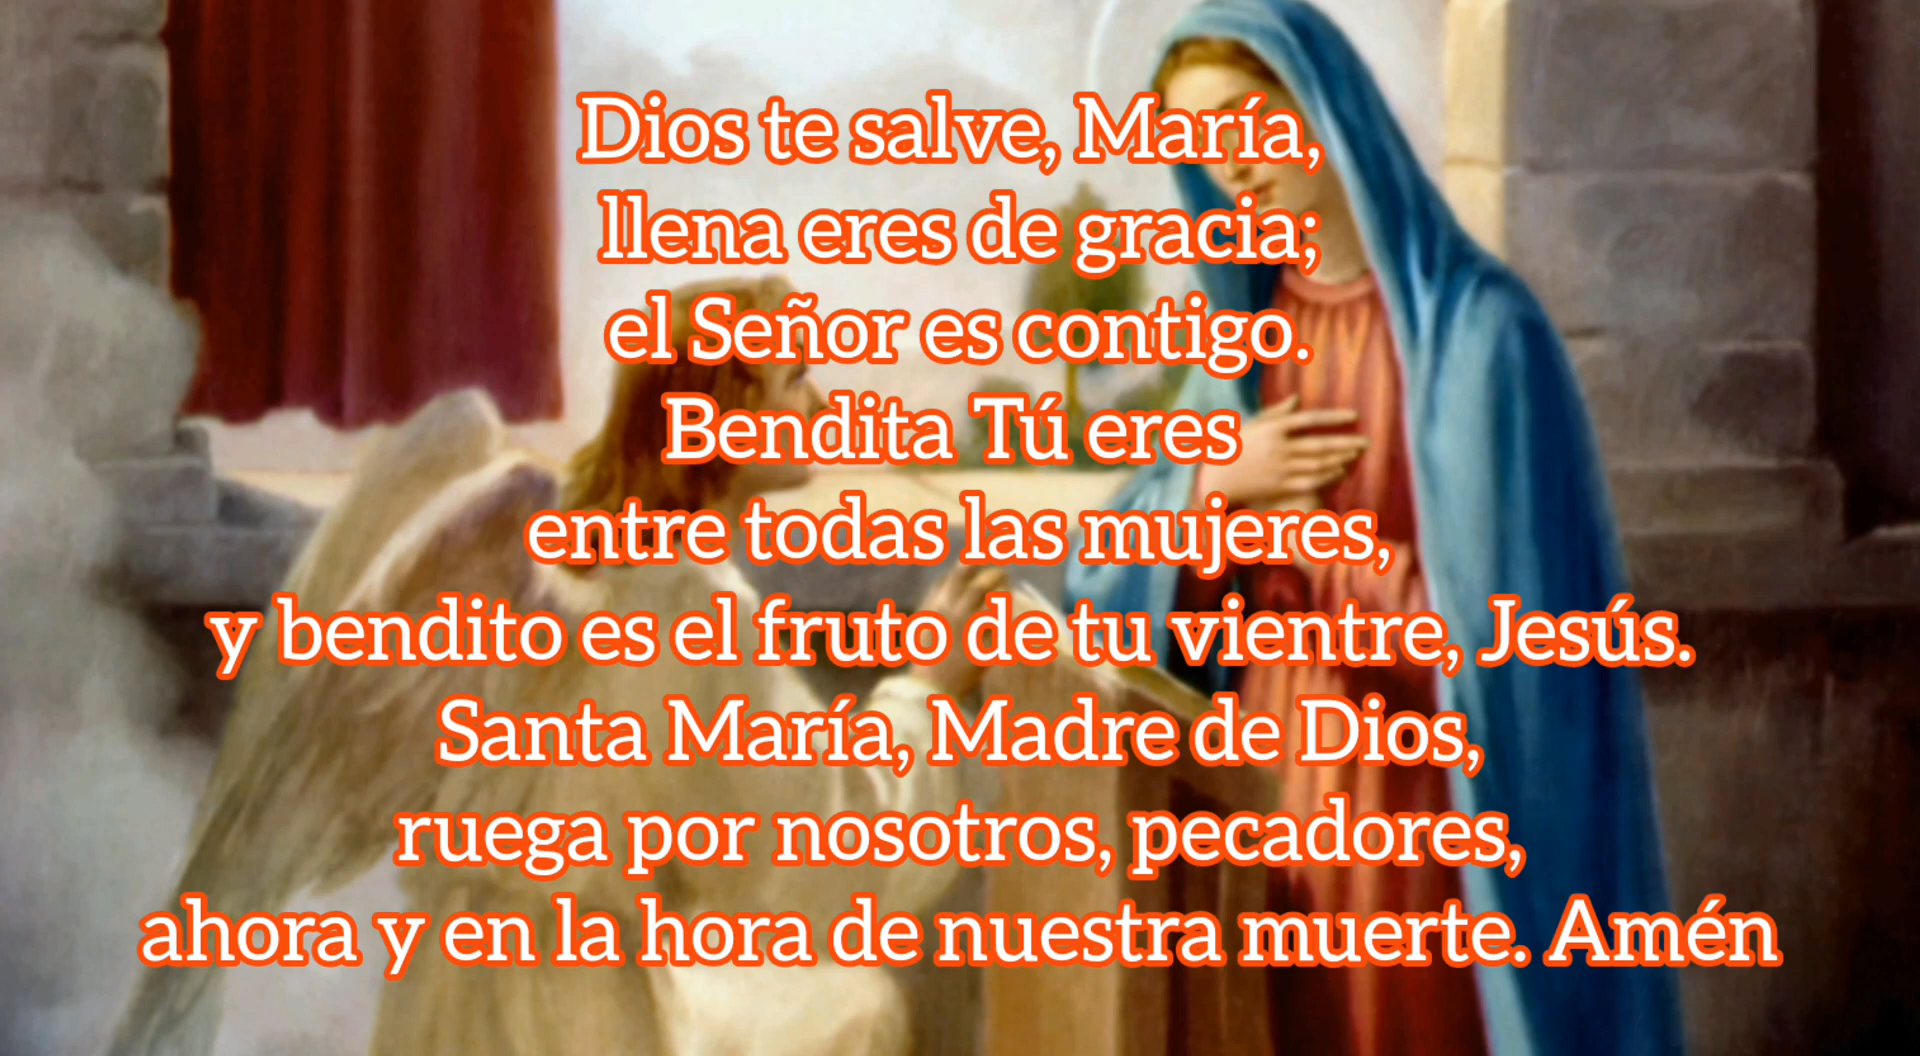 Dios te salve, María,
llena eres de gracia;
el Señor es contigo.
Bendita Tú eres
entre todas las mujeres,
y bendito es el fruto de tu vientre, Jesús.
Santa María, Madre de Dios,
ruega por nosotros, pecadores,
ahora y en la hora de nuestra muerte. Amén